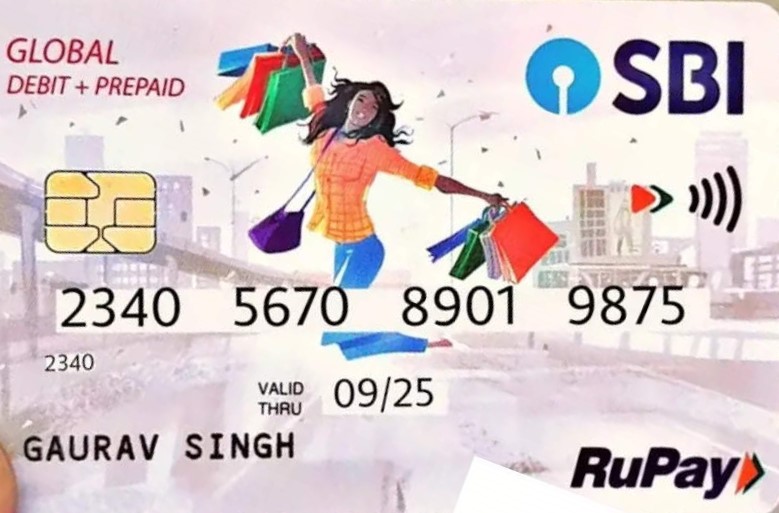 GLOBAL
DEBIT + PREPAID
SBI
2340 5670 8901 9875
2340
VALID THRU 09/25
GAURAV SINGH
RuPay